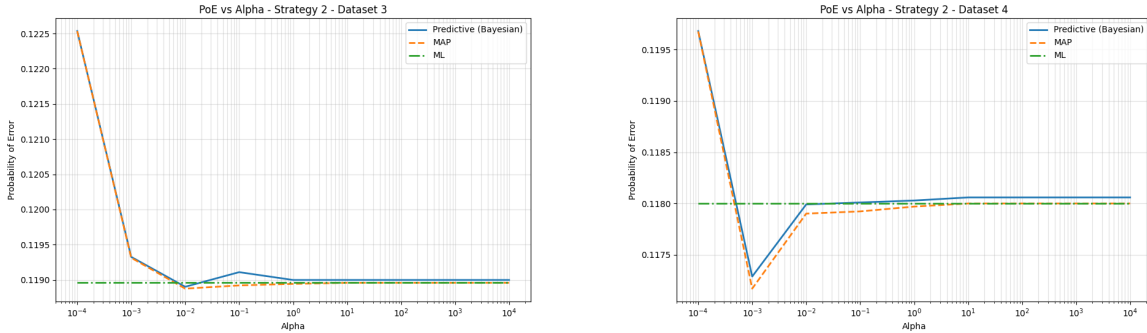 PoE vs Alpha - Strategy 2 - Dataset 3
Probability of Error
0.1225
0.1220
0.1215
0.1210
0.1205
0.1200
0.1195
0.1190
Predictive (Bayesian)
MAP
ML
10⁻⁴ 10⁻³ 10⁻² 10⁻¹ 10⁰ 10¹ 10² 10³ 10⁴
Alpha
PoE vs Alpha - Strategy 2 - Dataset 4
Probability of Error
0.1195
0.1190
0.1185
0.1180
0.1175
Predictive (Bayesian)
MAP
ML
10⁻⁴ 10⁻³ 10⁻² 10⁻¹ 10⁰ 10¹ 10² 10³ 10⁴
Alpha